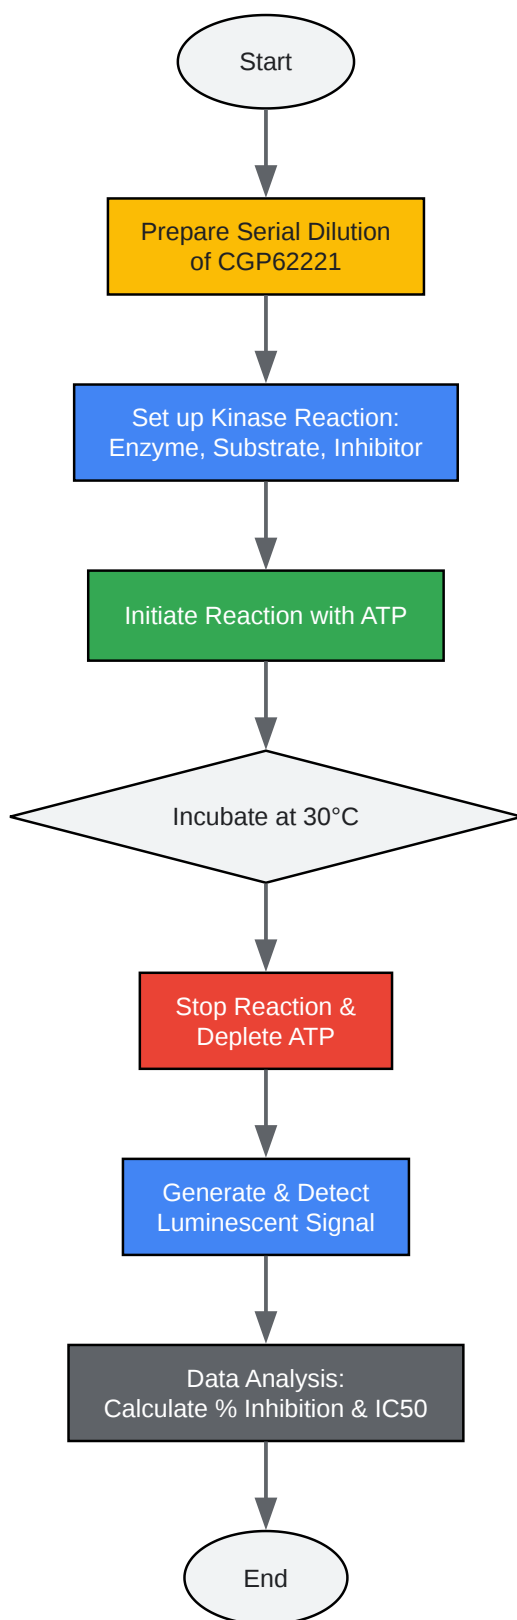 Start
Prepare Serial Dilution
of CGP62221
Set up Kinase Reaction:
Enzyme, Substrate, Inhibitor
Initiate Reaction with ATP
Incubate at 30°C
Stop Reaction &
Deplete ATP
Generate & Detect
Luminescent Signal
Data Analysis:
Calculate % Inhibition & IC50
End